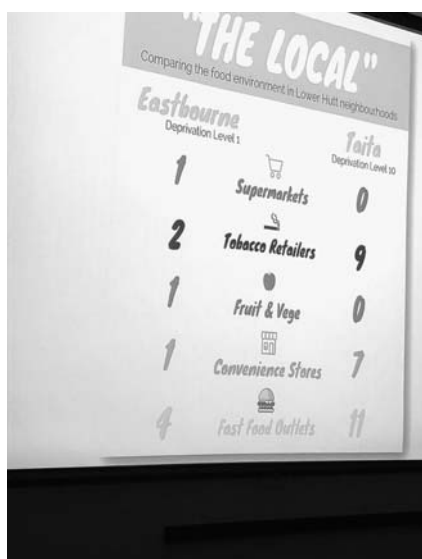 "THE LOCAL"
Comparing the food environment in Lower Hutt neighbourhoods
Eastbourne Taita
Deprivation Level 1 Deprivation Level 10
1 Supermarkets 0
2 Tobacco Retailers 9
1 Fruit & Vege 0
1 Convenience Stores 7
4 Fast Food Outlets 11